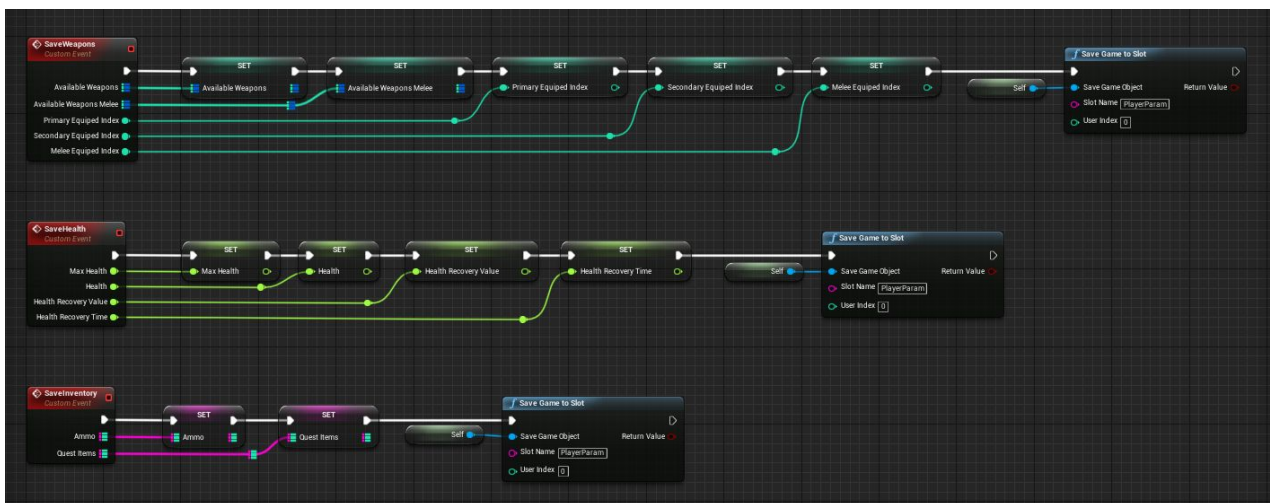 SaveWeapons
Custom Event
Available Weapons
Available Weapons Melee
Primary Equiped Index
Secondary Equiped Index
Melee Equiped Index
SET
Available Weapons
SET
Available Weapons Melee
SET
Primary Equiped Index
SET
Secondary Equiped Index
SET
Melee Equiped Index
Self
Save Game to Slot
Save Game Object Return Value
Slot Name PlayerParam
User Index 0
SaveHealth
Custom Event
Max Health
Health
Health Recovery Value
Health Recovery Time
SET
Max Health
SET
Health
SET
Health Recovery Value
SET
Health Recovery Time
Self
Save Game to Slot
Save Game Object Return Value
Slot Name PlayerParam
User Index 0
SaveInventory
Custom Event
Ammo
Quest Items
SET
Ammo
SET
Quest Items
Self
Save Game to Slot
Save Game Object Return Value
Slot Name PlayerParam
User Index 0